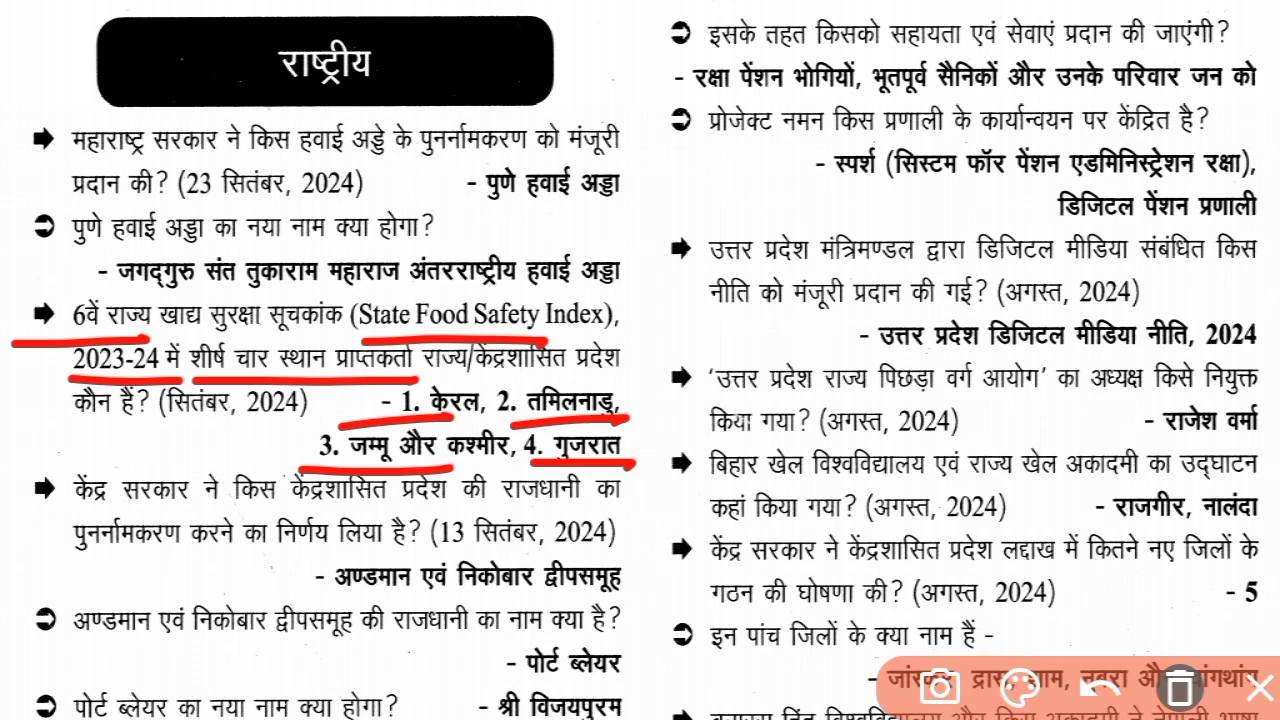 राष्ट्रीय
महाराष्ट्र सरकार ने किस हवाई अड्डे के पुनर्नामकरण को मंजूरी
प्रदान की? (23 सितंबर, 2024) - पुणे हवाई अड्डा
पुणे हवाई अड्डा का नया नाम क्या होगा?
- जगद्गुरु संत तुकाराम महाराज अंतरराष्ट्रीय हवाई अड्डा
6वें राज्य खाद्य सुरक्षा सूचकांक (State Food Safety Index),
2023-24 में शीर्ष चार स्थान प्राप्तकर्ता राज्य/केंद्रशासित प्रदेश
कौन हैं? (सितंबर, 2024) - 1. केरल, 2. तमिलनाडु,
3. जम्मू और कश्मीर, 4. गुजरात
केंद्र सरकार ने किस केंद्रशासित प्रदेश की राजधानी का
पुनर्नामकरण करने का निर्णय लिया है? (13 सितंबर, 2024)
- अण्डमान एवं निकोबार द्वीपसमूह
अण्डमान एवं निकोबार द्वीपसमूह की राजधानी का नाम क्या है?
- पोर्ट ब्लेयर
पोर्ट ब्लेयर का नया नाम क्या होगा? - श्री विजयपुरम
इसके तहत किसको सहायता एवं सेवाएं प्रदान की जाएंगी?
- रक्षा पेंशन भोगियों, भूतपूर्व सैनिकों और उनके परिवार जन को
प्रोजेक्ट नमन किस प्रणाली के कार्यान्वयन पर केंद्रित है?
- स्पर्श (सिस्टम फॉर पेंशन एडमिनिस्ट्रेशन रक्षा),
डिजिटल पेंशन प्रणाली
उत्तर प्रदेश मंत्रिमण्डल द्वारा डिजिटल मीडिया संबंधित किस
नीति को मंजूरी प्रदान की गई? (अगस्त, 2024)
- उत्तर प्रदेश डिजिटल मीडिया नीति, 2024
'उत्तर प्रदेश राज्य पिछड़ा वर्ग आयोग' का अध्यक्ष किसे नियुक्त
किया गया? (अगस्त, 2024) - राजेश वर्मा
बिहार खेल विश्वविद्यालय एवं राज्य खेल अकादमी का उद्घाटन
कहां किया गया? (अगस्त, 2024) - राजगीर, नालंदा
केंद्र सरकार ने केंद्रशासित प्रदेश लद्दाख में कितने नए जिलों के
गठन की घोषणा की? (अगस्त, 2024) - 5
इन पांच जिलों के क्या नाम हैं -